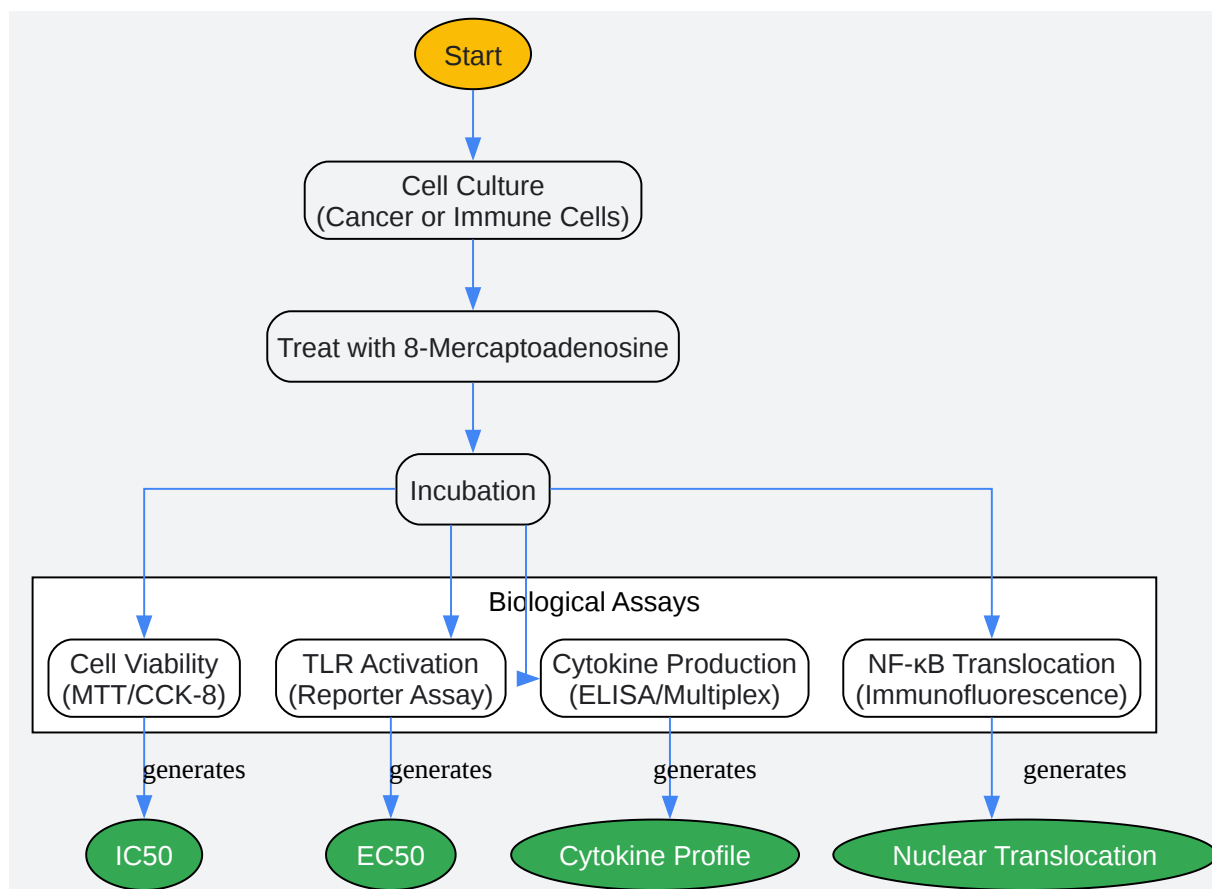 Start
Cell Culture
(Cancer or Immune Cells)
Treat with 8-Mercaptoadenosine
Incubation
Biological Assays
Cell Viability
(MTT/CCK-8)
TLR Activation
(Reporter Assay)
Cytokine Production
(ELISA/Multiplex)
NF-κB Translocation
(Immunofluorescence)
generates
generates
generates
generates
IC50
EC50
Cytokine Profile
Nuclear Translocation